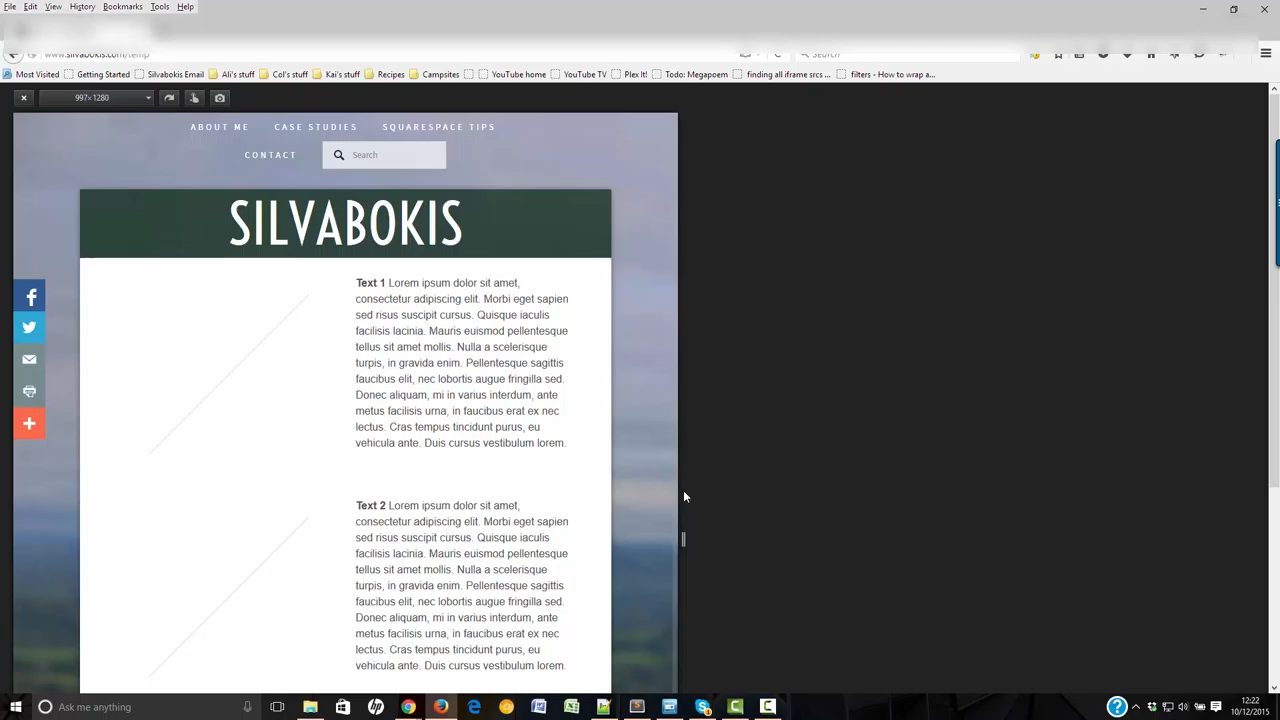 File Edit View History Bookmarks Tools Help
www.silvabokis.com/temp
Search
Most Visited Getting Started Silvabokis Email Ali's stuff Col's stuff Kai's stuff Recipes Campsites YouTube home YouTube TV Plex It! Todo: Megapoem finding all iframe srcs ... filters - How to wrap a...
997×1280
ABOUT ME CASE STUDIES SQUARESPACE TIPS
CONTACT Search
SILVABOKIS
Text 1 Lorem ipsum dolor sit amet,
consectetur adipiscing elit. Morbi eget sapien
sed risus suscipit cursus. Quisque iaculis
facilisis lacinia. Mauris euismod pellentesque
tellus sit amet mollis. Nulla a scelerisque
turpis, in gravida enim. Pellentesque sagittis
faucibus elit, nec lobortis augue fringilla sed.
Donec aliquam, mi in varius interdum, ante
metus facilisis urna, in faucibus erat ex nec
lectus. Cras tempus tincidunt purus, eu
vehicula ante. Duis cursus vestibulum lorem.
Text 2 Lorem ipsum dolor sit amet,
consectetur adipiscing elit. Morbi eget sapien
sed risus suscipit cursus. Quisque iaculis
facilisis lacinia. Mauris euismod pellentesque
tellus sit amet mollis. Nulla a scelerisque
turpis, in gravida enim. Pellentesque sagittis
faucibus elit, nec lobortis augue fringilla sed.
Donec aliquam, mi in varius interdum, ante
metus facilisis urna, in faucibus erat ex nec
lectus. Cras tempus tincidunt purus, eu
vehicula ante. Duis cursus vestibulum lorem.
Ask me anything
12:22
10/12/2015